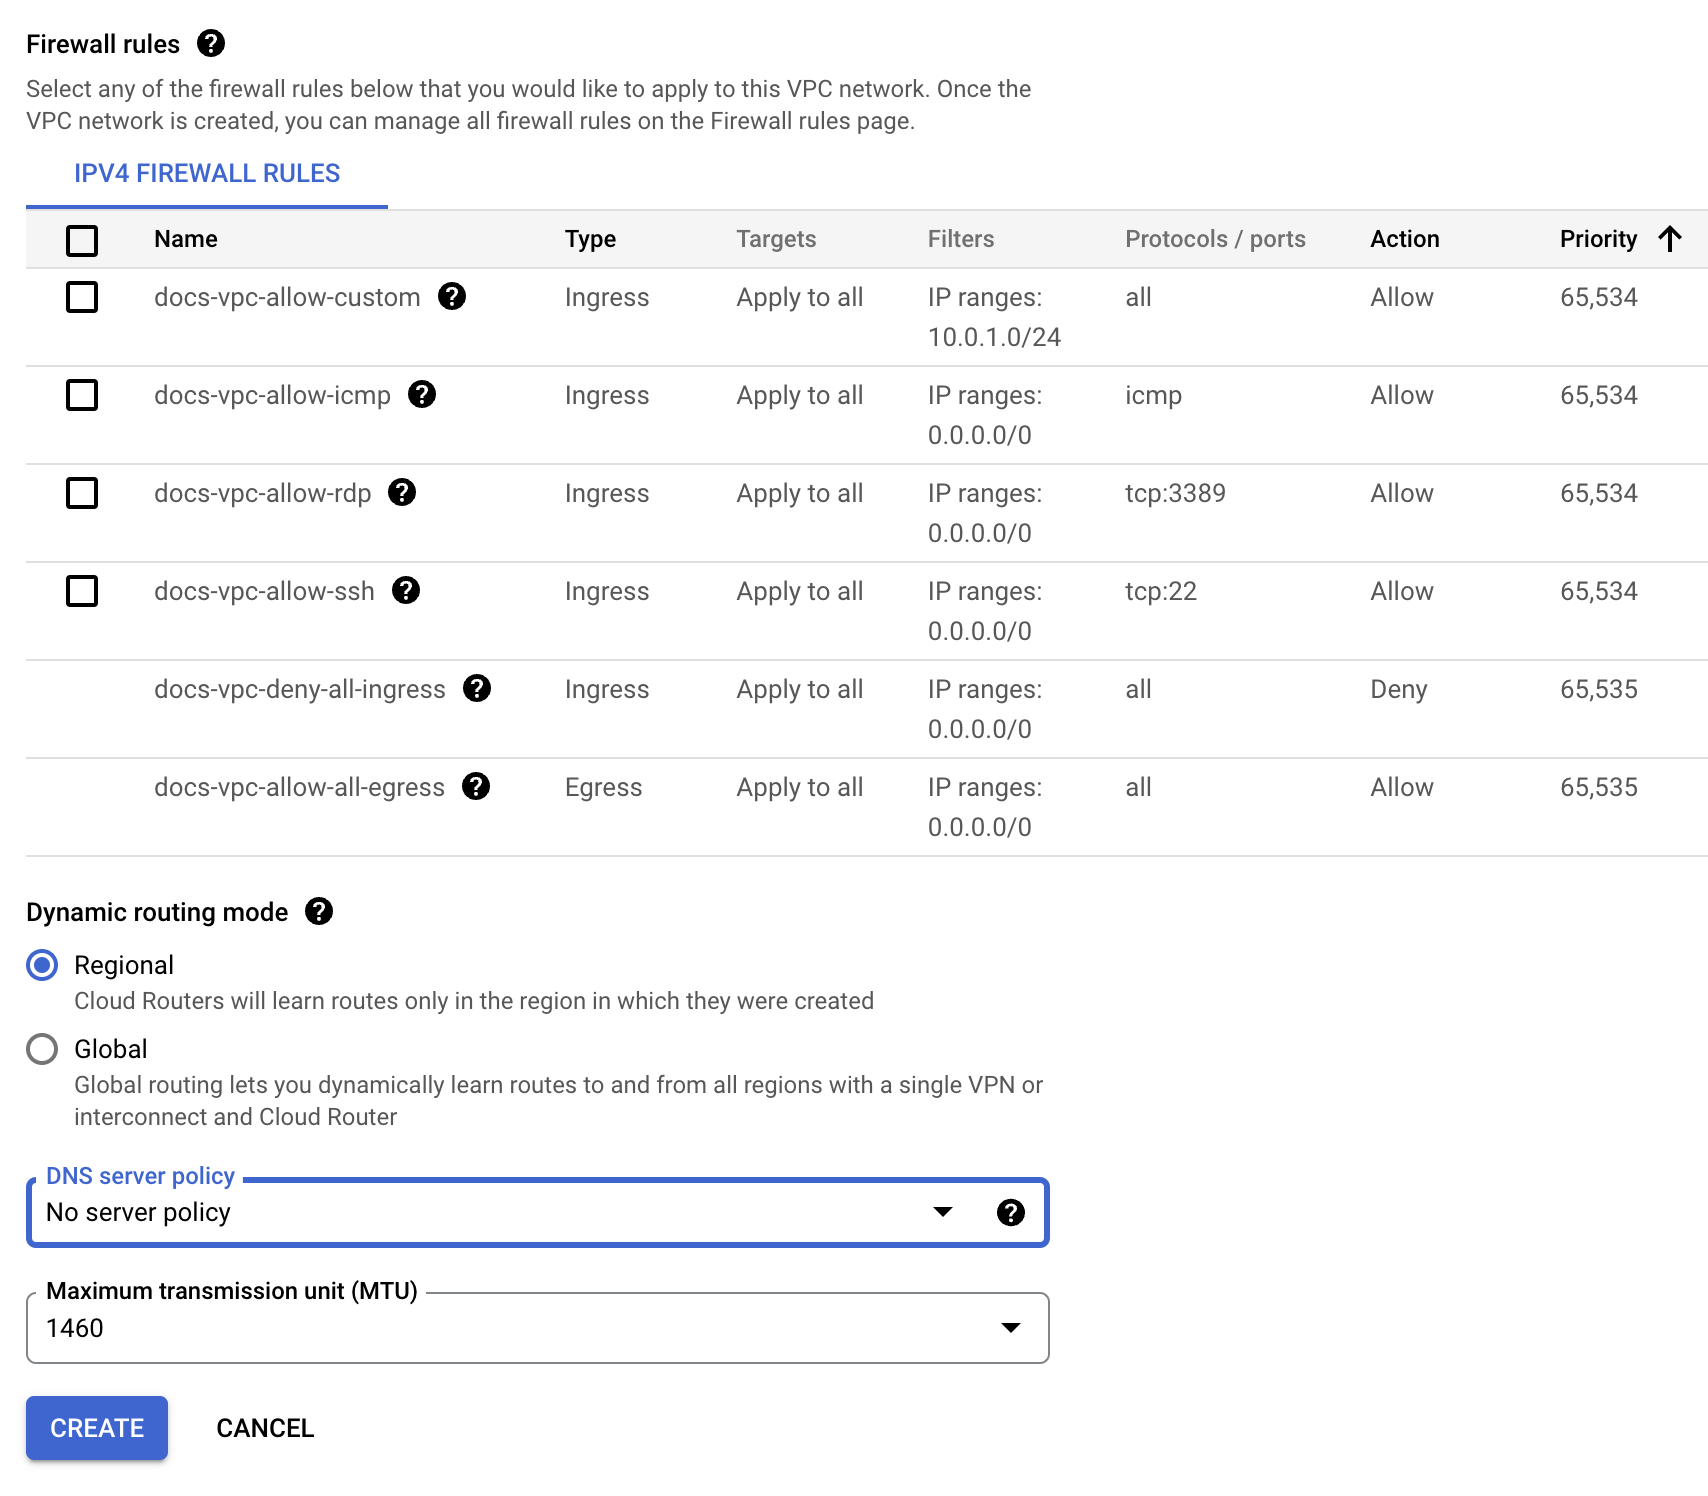 Firewall rules
Select any of the firewall rules below that you would like to apply to this VPC network. Once the
VPC network is created, you can manage all firewall rules on the Firewall rules page.
IPV4 FIREWALL RULES
Name Type Targets Filters Protocols / ports Action Priority
docs-vpc-allow-custom Ingress Apply to all IP ranges: all Allow 65,534
10.0.1.0/24
docs-vpc-allow-icmp Ingress Apply to all IP ranges: icmp Allow 65,534
0.0.0.0/0
docs-vpc-allow-rdp Ingress Apply to all IP ranges: tcp:3389 Allow 65,534
0.0.0.0/0
docs-vpc-allow-ssh Ingress Apply to all IP ranges: tcp:22 Allow 65,534
0.0.0.0/0
docs-vpc-deny-all-ingress Ingress Apply to all IP ranges: all Deny 65,535
0.0.0.0/0
docs-vpc-allow-all-egress Egress Apply to all IP ranges: all Allow 65,535
0.0.0.0/0
Dynamic routing mode
Regional
Cloud Routers will learn routes only in the region in which they were created
Global
Global routing lets you dynamically learn routes to and from all regions with a single VPN or
interconnect and Cloud Router
DNS server policy
No server policy
Maximum transmission unit (MTU)
1460
CREATE CANCEL